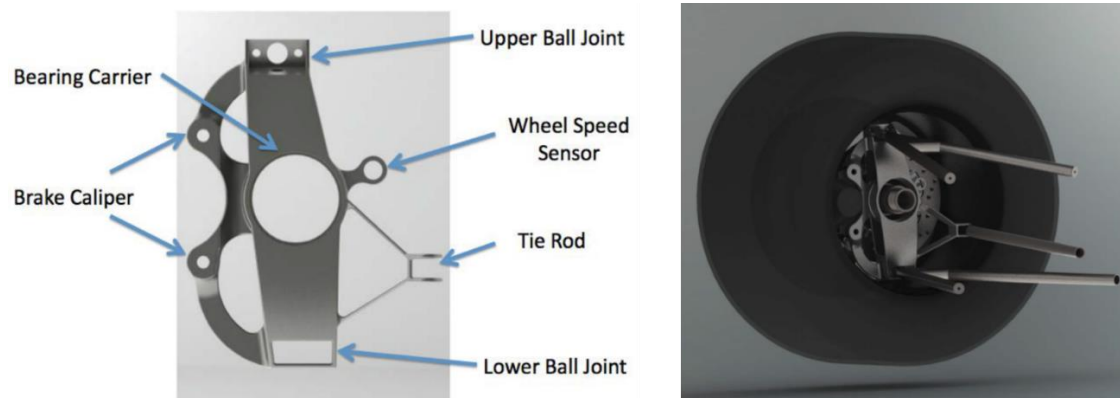 Upper Ball Joint
Bearing Carrier
Wheel Speed
Sensor
Brake Caliper
Tie Rod
Lower Ball Joint